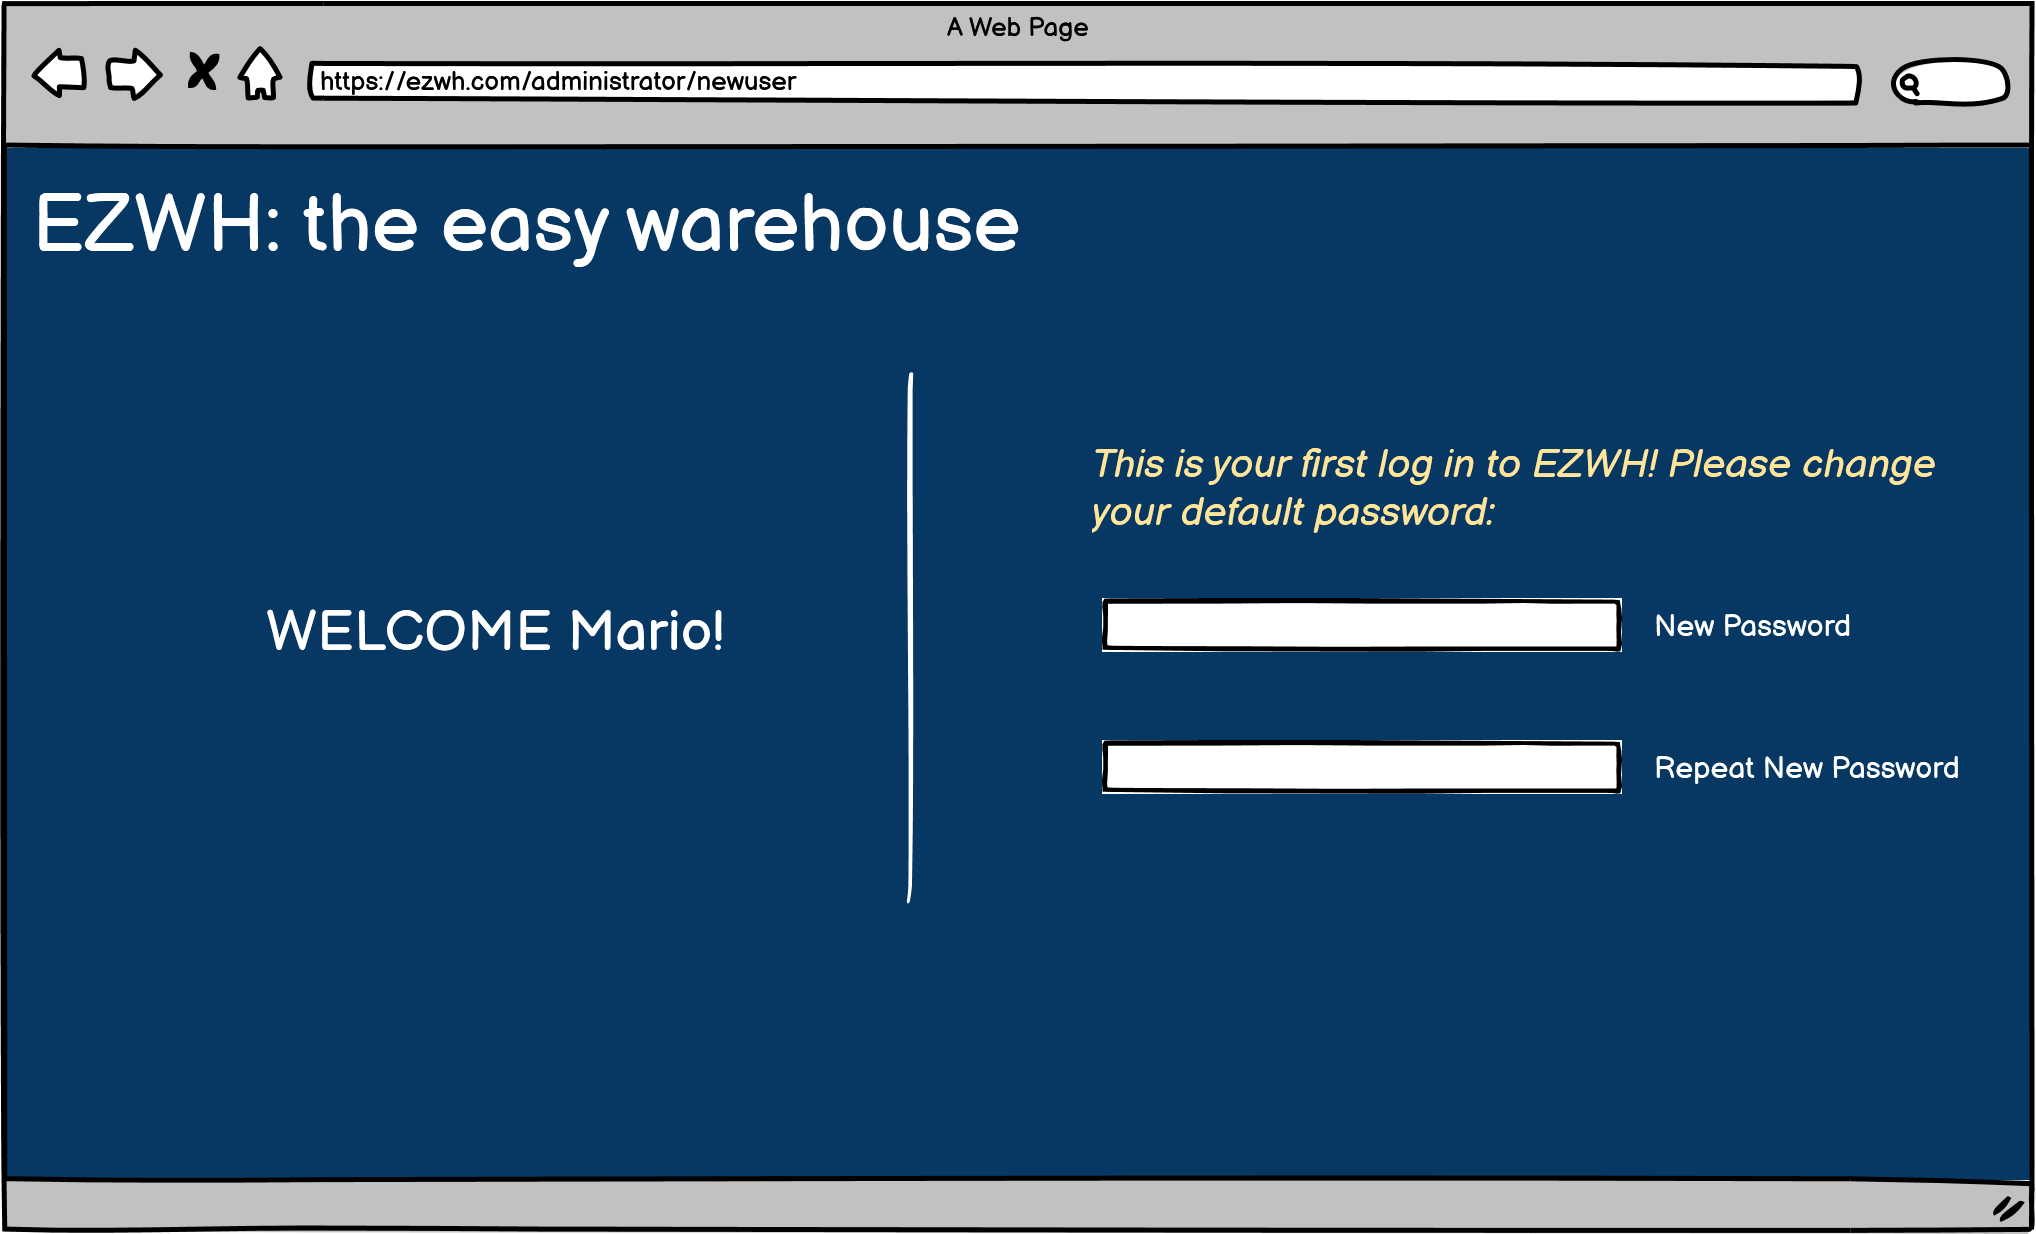 A Web Page
https://ezwh.com/administrator/newuser
EZWH: the easy warehouse
WELCOME Mario!
This is your first log in to EZWH! Please change
your default password:
New Password
Repeat New Password